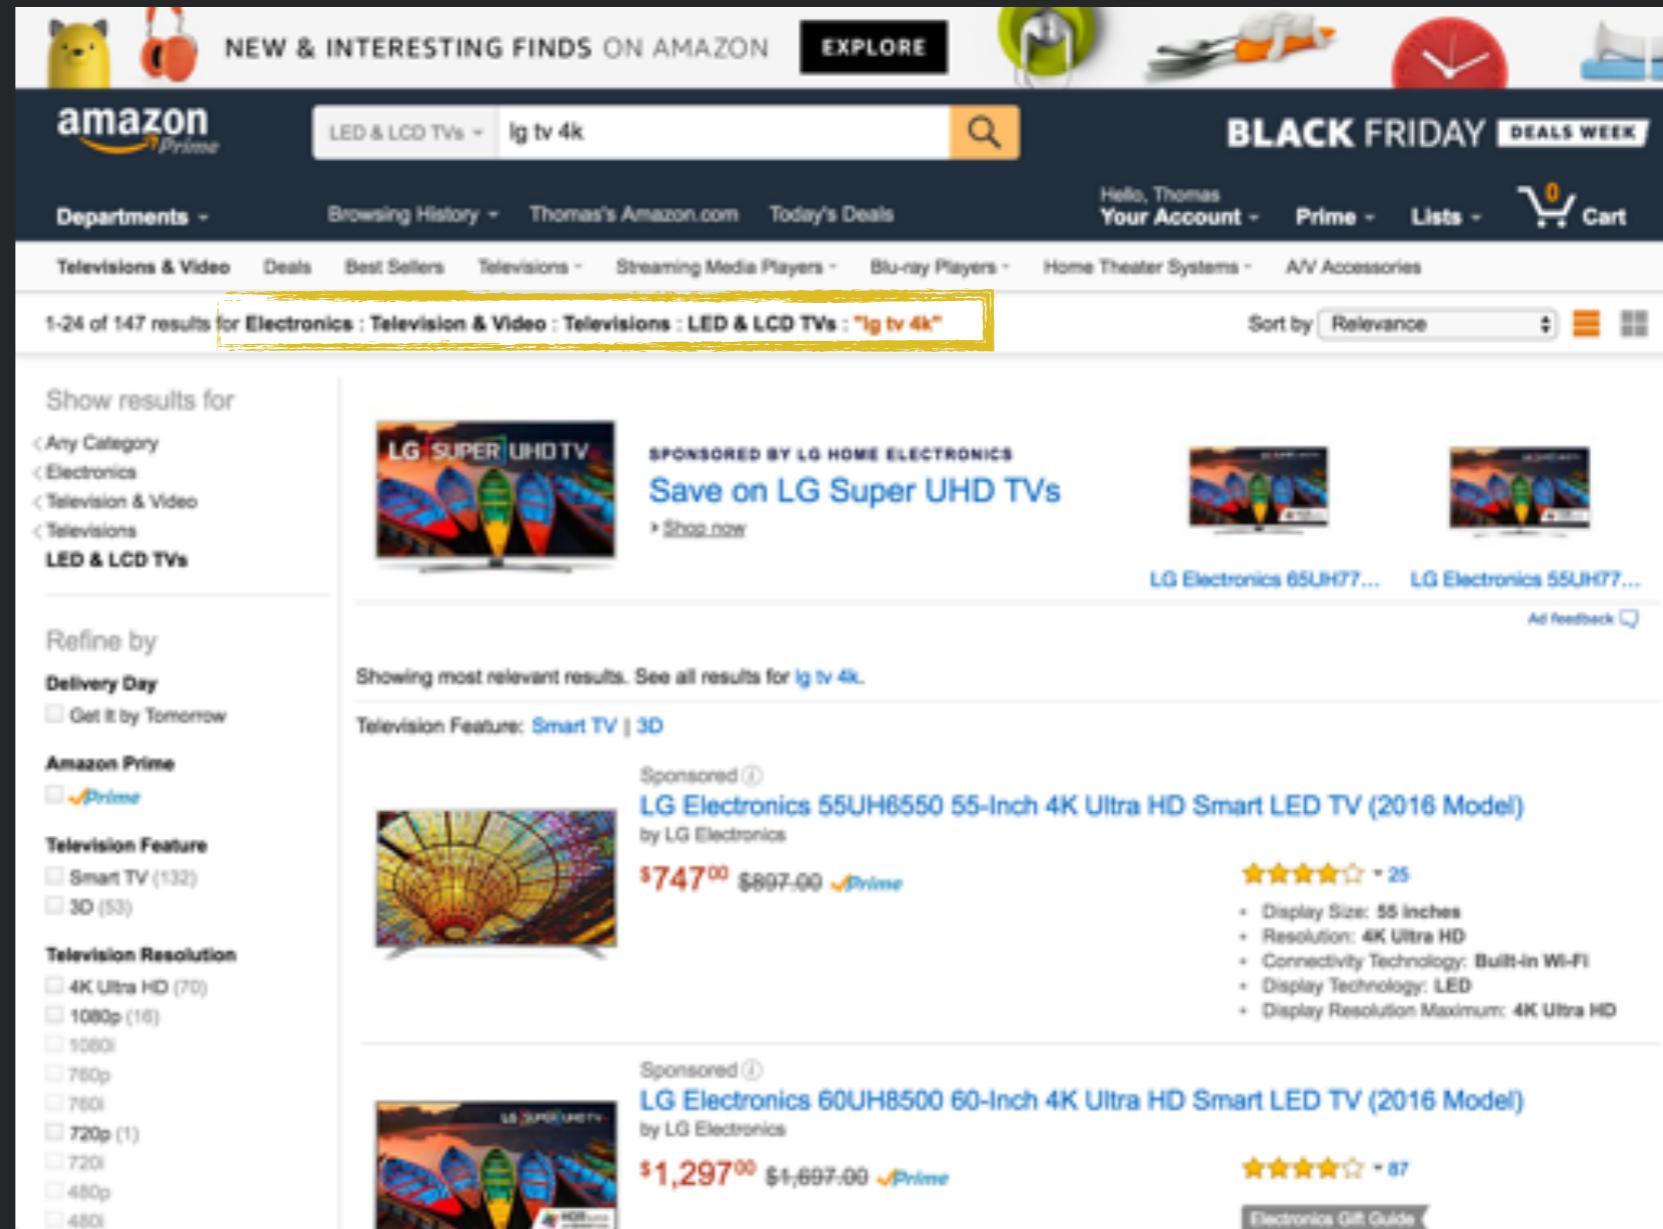 NEW & INTERESTING FINDS ON AMAZON EXPLORE
amazon Prime
LED & LCD TVs lg tv 4k
BLACK FRIDAY DEALS WEEK
Departments Browsing History Thomas's Amazon.com Today's Deals
Hello, Thomas
Your Account Prime Lists 0 Cart
Televisions & Video Deals Best Sellers Televisions Streaming Media Players Blu-ray Players Home Theater Systems A/V Accessories
1-24 of 147 results for Electronics : Television & Video : Televisions : LED & LCD TVs : "lg tv 4k" Sort by Relevance
Show results for
Any Category
Electronics
Television & Video
Televisions
LED & LCD TVs
Refine by
Delivery Day
Get It by Tomorrow
Amazon Prime
Prime
Television Feature
Smart TV (132)
3D (53)
Television Resolution
4K Ultra HD (70)
1080p (16)
1080i
760p
760i
720p (1)
720i
480p
480i
LG SUPER UHD TV
SPONSORED BY LG HOME ELECTRONICS
Save on LG Super UHD TVs
Shop now
LG Electronics 65UH77... LG Electronics 55UH77...
Ad feedback
Showing most relevant results. See all results for lg tv 4k.
Television Feature: Smart TV | 3D
Sponsored
LG Electronics 55UH6550 55-Inch 4K Ultra HD Smart LED TV (2016 Model)
by LG Electronics
$747 00 $897.00 Prime
25
• Display Size: 55 inches
• Resolution: 4K Ultra HD
• Connectivity Technology: Built-in Wi-Fi
• Display Technology: LED
• Display Resolution Maximum: 4K Ultra HD
Sponsored
LG Electronics 60UH8500 60-Inch 4K Ultra HD Smart LED TV (2016 Model)
by LG Electronics
LG SUPER UHD TV
$1,297 00 $1,697.00 Prime
87
Electronics Gift Guide